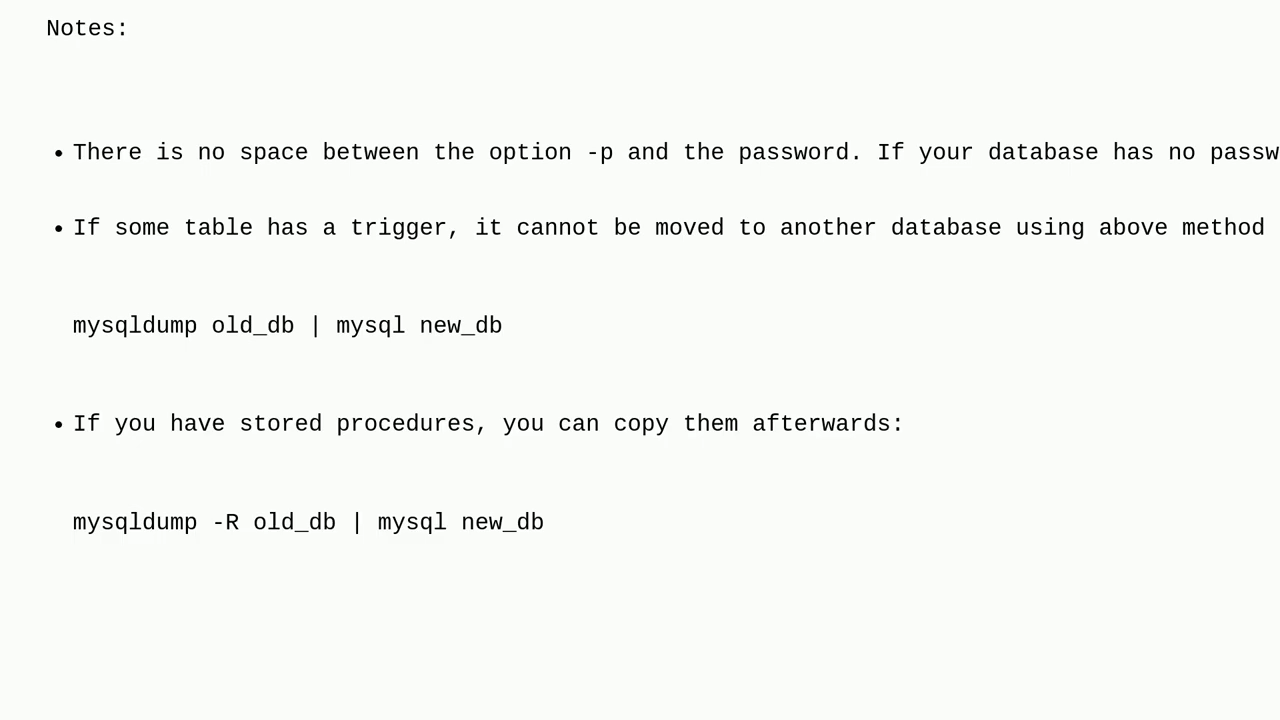 Notes:
• There is no space between the option -p and the password. If your database has no
• If some table has a trigger, it cannot be moved to another database using above method
mysqldump old_db | mysql new_db
• If you have stored procedures, you can copy them afterwards:
mysqldump -R old_db | mysql new_db